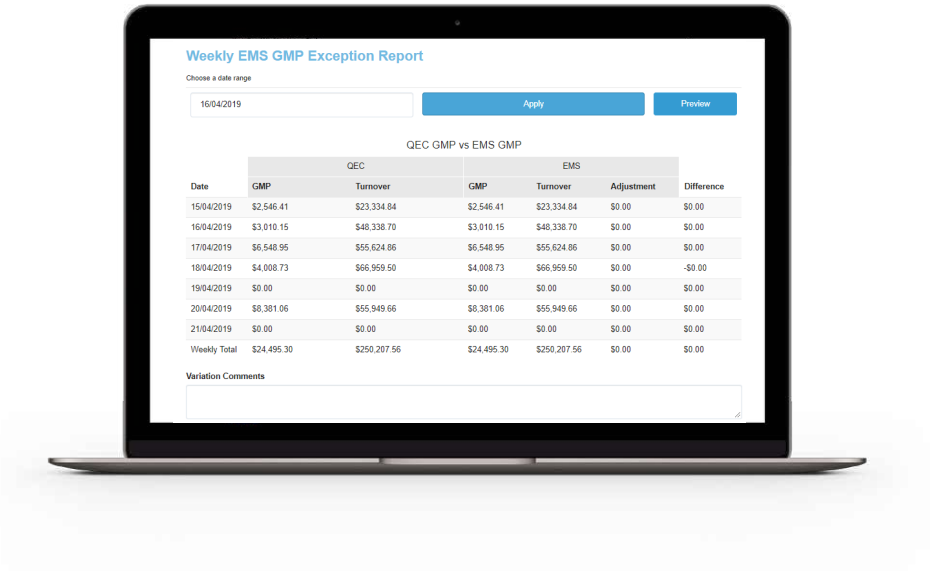 Weekly EMS GMP Exception Report
Choose a date range
16/04/2019 Apply Preview
QEC GMP vs EMS GMP
QEC EMS
Date GMP Turnover GMP Turnover Adjustment Difference
15/04/2019 $2,546.41 $23,334.84 $2,546.41 $23,334.84 $0.00 $0.00
16/04/2019 $3,010.15 $48,338.70 $3,010.15 $48,338.70 $0.00 $0.00
17/04/2019 $6,548.95 $55,624.86 $6,548.95 $55,624.86 $0.00 $0.00
18/04/2019 $4,008.73 $66,959.50 $4,008.73 $66,959.50 $0.00 -$0.00
19/04/2019 $0.00 $0.00 $0.00 $0.00 $0.00 $0.00
20/04/2019 $8,381.06 $55,949.66 $8,381.06 $55,949.66 $0.00 $0.00
21/04/2019 $0.00 $0.00 $0.00 $0.00 $0.00 $0.00
Weekly Total $24,495.30 $250,207.56 $24,495.30 $250,207.56 $0.00 $0.00
Variation Comments